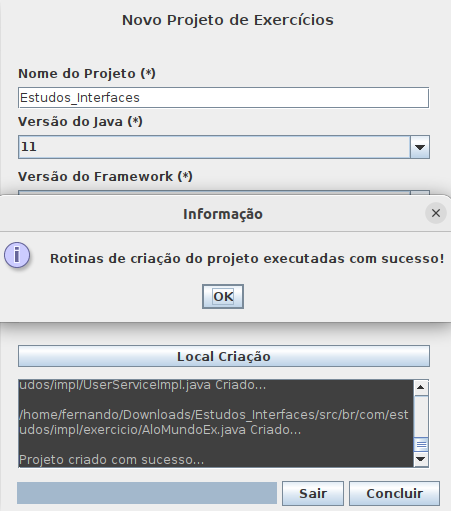 Novo Projeto de Exercícios
Nome do Projeto (*)
Estudos_Interfaces
Versão do Java (*)
11
Versão do Framework (*)
Informação
Rotinas de criação do projeto executadas com sucesso!
OK
Local Criação
udos/impl/UserServiceImpl.java Criado...
/home/fernando/Downloads/Estudos_Interfaces/src/br/com/est
udos/impl/exercicio/AloMundoEx.java Criado...
Projeto criado com sucesso...
Sair
Concluir